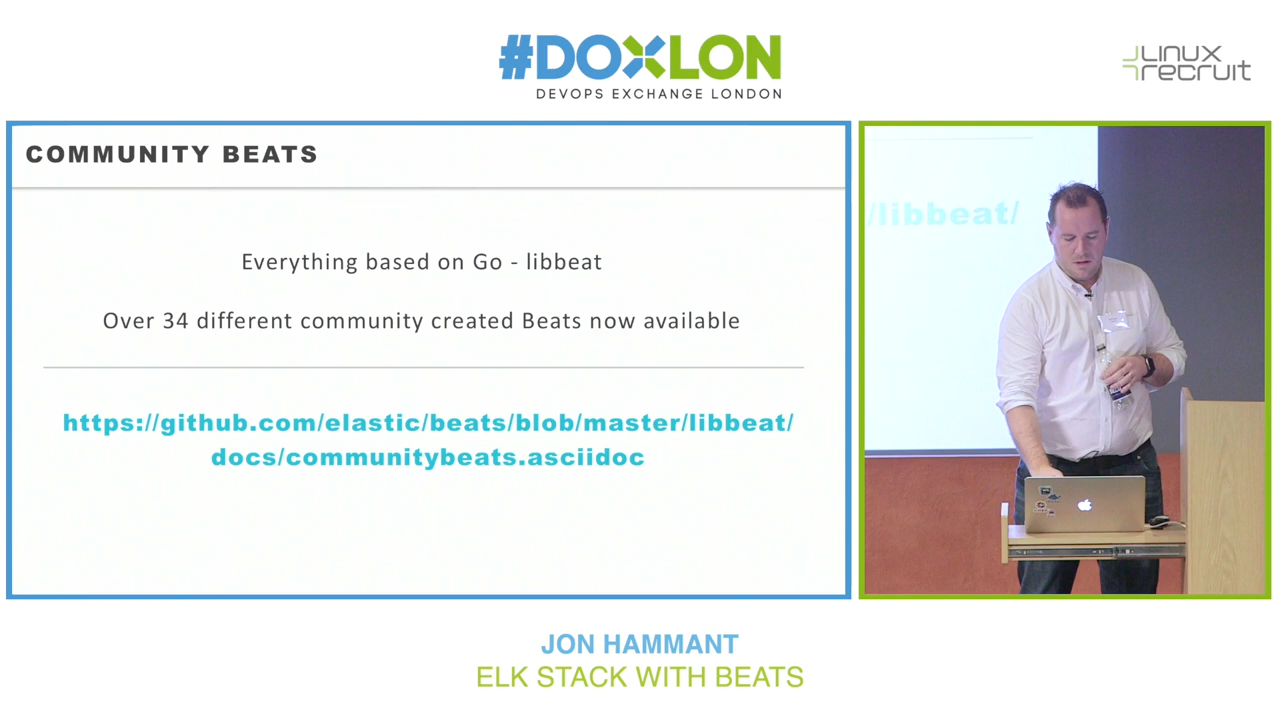 #DOXLON
DEVOPS EXCHANGE LONDON
LINUX
recruit
COMMUNITY BEATS
Everything based on Go - libbeat
Over 34 different community created Beats now available
https://github.com/elastic/beats/blob/master/libbeat/
docs/communitybeats.asciidoc
/libbeat/
JON HAMMANT
ELK STACK WITH BEATS